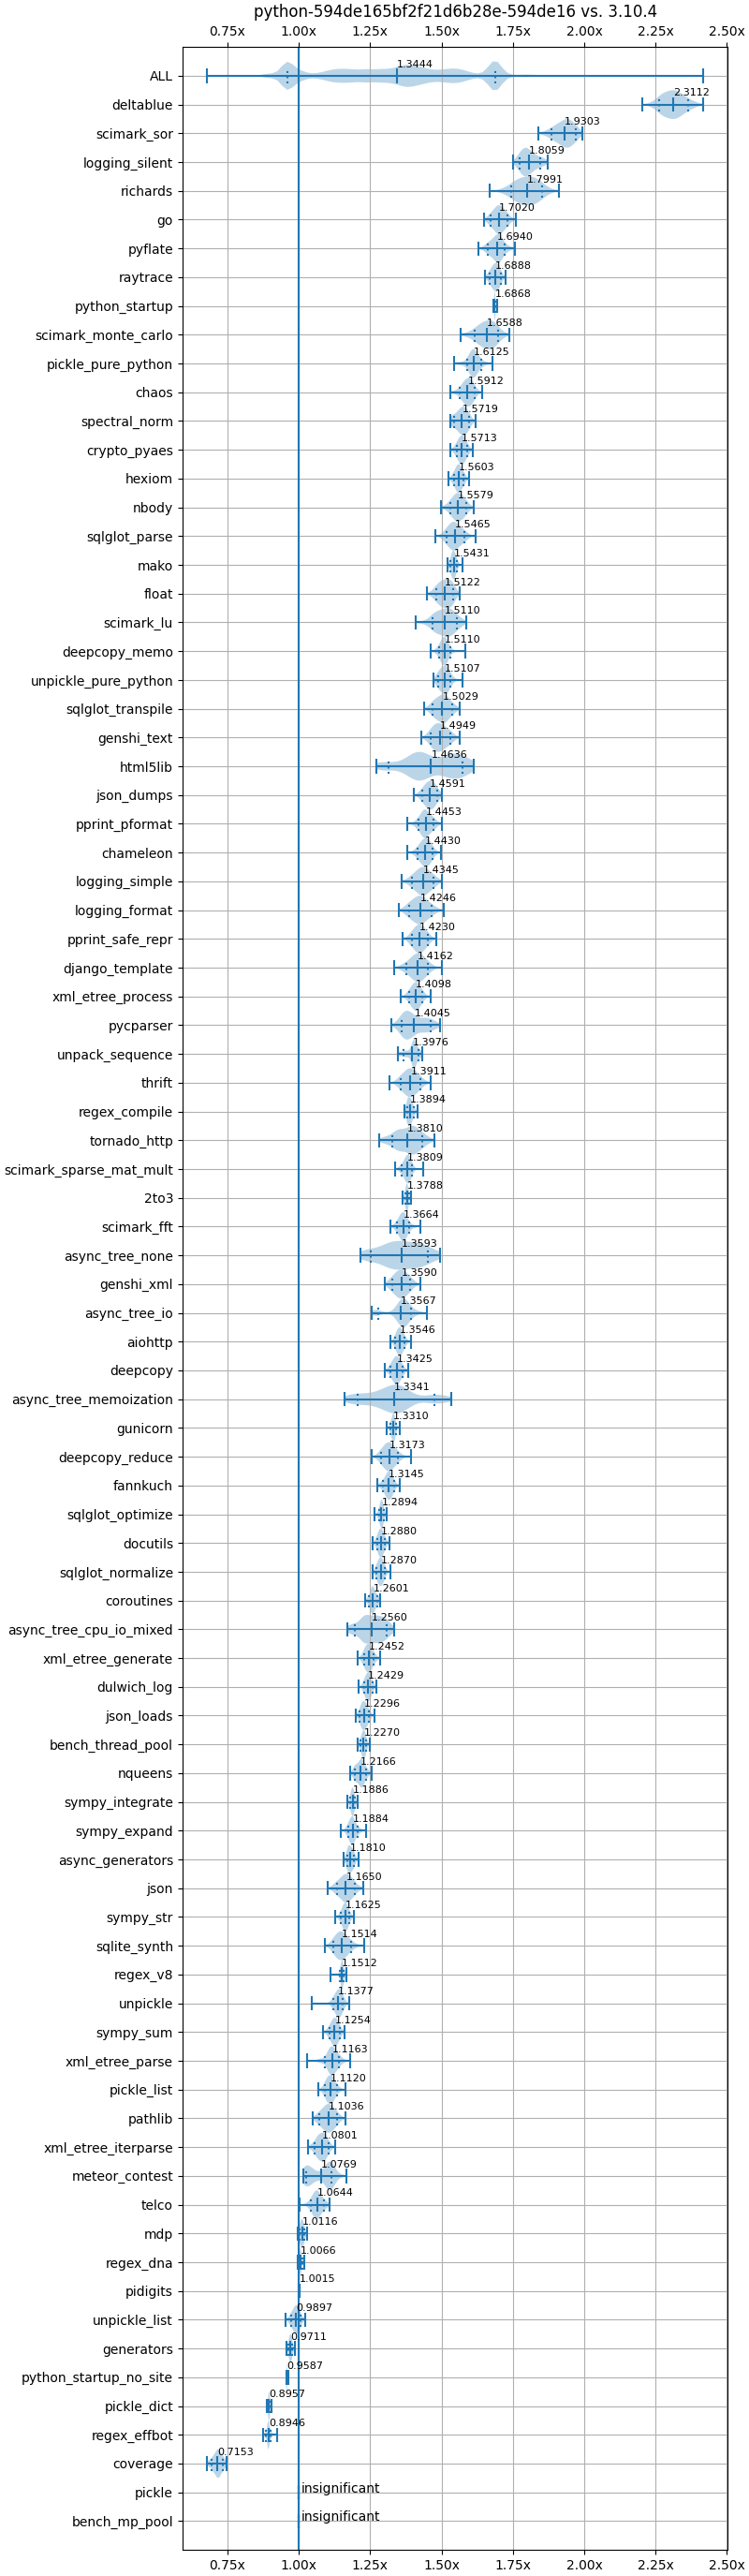 python-594de165bf2f21d6b28e-594de16 vs. 3.10.4
0.75x 1.00x 1.25x 1.50x 1.75x 2.00x 2.25x 2.50x
ALL 1.3444
deltablue 2.3112
scimark_sor 1.9303
logging_silent 1.8059
richards 1.7991
go 1.7020
pyflate 1.6940
raytrace 1.6888
python_startup 1.6868
scimark_monte_carlo 1.6588
pickle_pure_python 1.6125
chaos 1.5912
spectral_norm 1.5719
crypto_pyaes 1.5713
hexiom 1.5603
nbody 1.5579
sqlglot_parse 1.5465
mako 1.5431
float 1.5122
scimark_lu 1.5110
deepcopy_memo 1.5110
unpickle_pure_python 1.5107
sqlglot_transpile 1.5029
genshi_text 1.4949
html5lib 1.4636
json_dumps 1.4591
pprint_pformat 1.4453
chameleon 1.4430
logging_simple 1.4345
logging_format 1.4246
pprint_safe_repr 1.4230
django_template 1.4162
xml_etree_process 1.4098
pycparser 1.4045
unpack_sequence 1.3976
thrift 1.3911
regex_compile 1.3894
tornado_http 1.3810
scimark_sparse_mat_mult 1.3809
2to3 1.3788
scimark_fft 1.3664
async_tree_none 1.3593
genshi_xml 1.3590
async_tree_io 1.3567
aiohttp 1.3546
deepcopy 1.3425
async_tree_memoization 1.3341
gunicorn 1.3310
deepcopy_reduce 1.3173
fannkuch 1.3145
sqlglot_optimize 1.2894
docutils 1.2880
sqlglot_normalize 1.2870
coroutines 1.2601
async_tree_cpu_io_mixed 1.2560
xml_etree_generate 1.2452
dulwich_log 1.2429
json_loads 1.2296
bench_thread_pool 1.2270
nqueens 1.2166
sympy_integrate 1.1886
sympy_expand 1.1884
async_generators 1.1810
json 1.1650
sympy_str 1.1625
sqlite_synth 1.1514
regex_v8 1.1512
unpickle 1.1377
sympy_sum 1.1254
xml_etree_parse 1.1163
pickle_list 1.1120
pathlib 1.1036
xml_etree_iterparse 1.0801
meteor_contest 1.0769
telco 1.0644
mdp 1.0116
regex_dna 1.0066
pidigits 1.0015
unpickle_list 0.9897
generators 0.9711
python_startup_no_site 0.9587
pickle_dict 0.8957
regex_effbot 0.8946
coverage 0.7153
pickle insignificant
bench_mp_pool insignificant
0.75x 1.00x 1.25x 1.50x 1.75x 2.00x 2.25x 2.50x